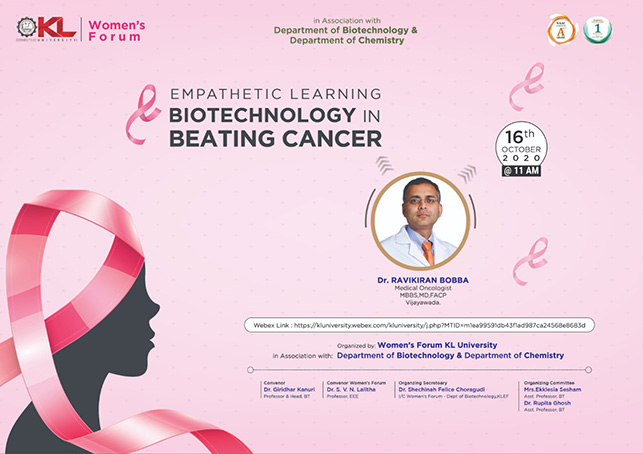 KL
UNIVERSITY
Women's
Forum
in Association with
Department of Biotechnology &
Department of Chemistry
A
1
EMPATHETIC LEARNING
BIOTECHNOLOGY IN
BEATING CANCER
16th
OCTOBER
2020
@ 11 AM
Dr. RAVIKIRAN BOBBA
Medical Oncologist
MBBS,MD,FACP
Vijayawada.
Webex Link : https://kluniversity.webex.com/kluniversity/j.php?MTID=m1ea99591db43f1ad987ca24568e8683d
Organized by: Women's Forum KL University
in Association with: Department of Biotechnology & Department of Chemistry
Convenor
Dr. Giridhar Kanuri
Professor & Head, BT
Convenor Women's Forum
Dr. S. V. N. Lalitha
Professor, EEE
Organizing Secretary
Dr. Shechinah Felice Choragudi
I/C Women's Forum - Dept of Biotechnology,KLEF
Organizing Committee
Mrs.Ekklesia Sesham
Asst. Professor, BT
Dr. Rupita Ghosh
Asst. Professor, BT